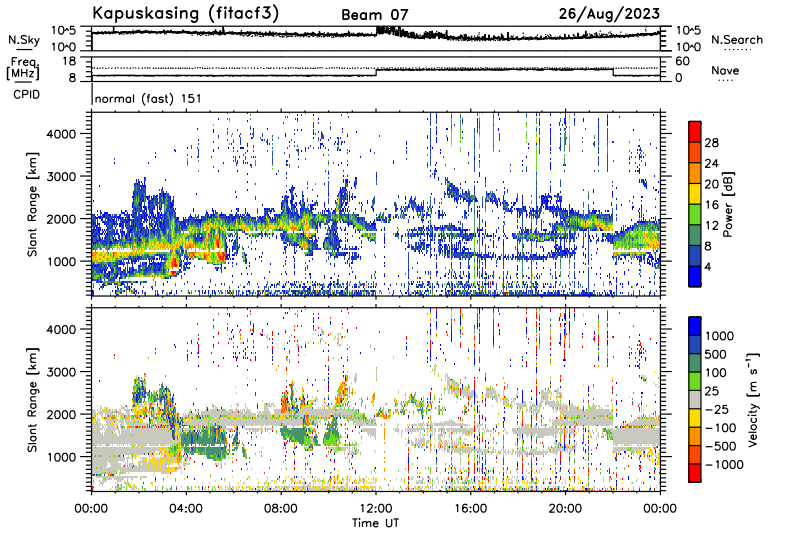 Kapuskasing (fitacf3) Beam 07 26/Aug/2023
N.Sky 10^5 10^0 10^5 10^0 N.Search
Freq. [MHz] 18 8 60 0 Nave
CPID normal (fast) 151
Slant Range [km] 4000 3000 2000 1000
28 24 20 16 12 8 4 Power [dB]
Slant Range [km] 4000 3000 2000 1000
1000 500 100 25 −25 −100 −500 −1000 Velocity [m s⁻¹]
00:00 04:00 08:00 12:00 16:00 20:00 00:00
Time UT